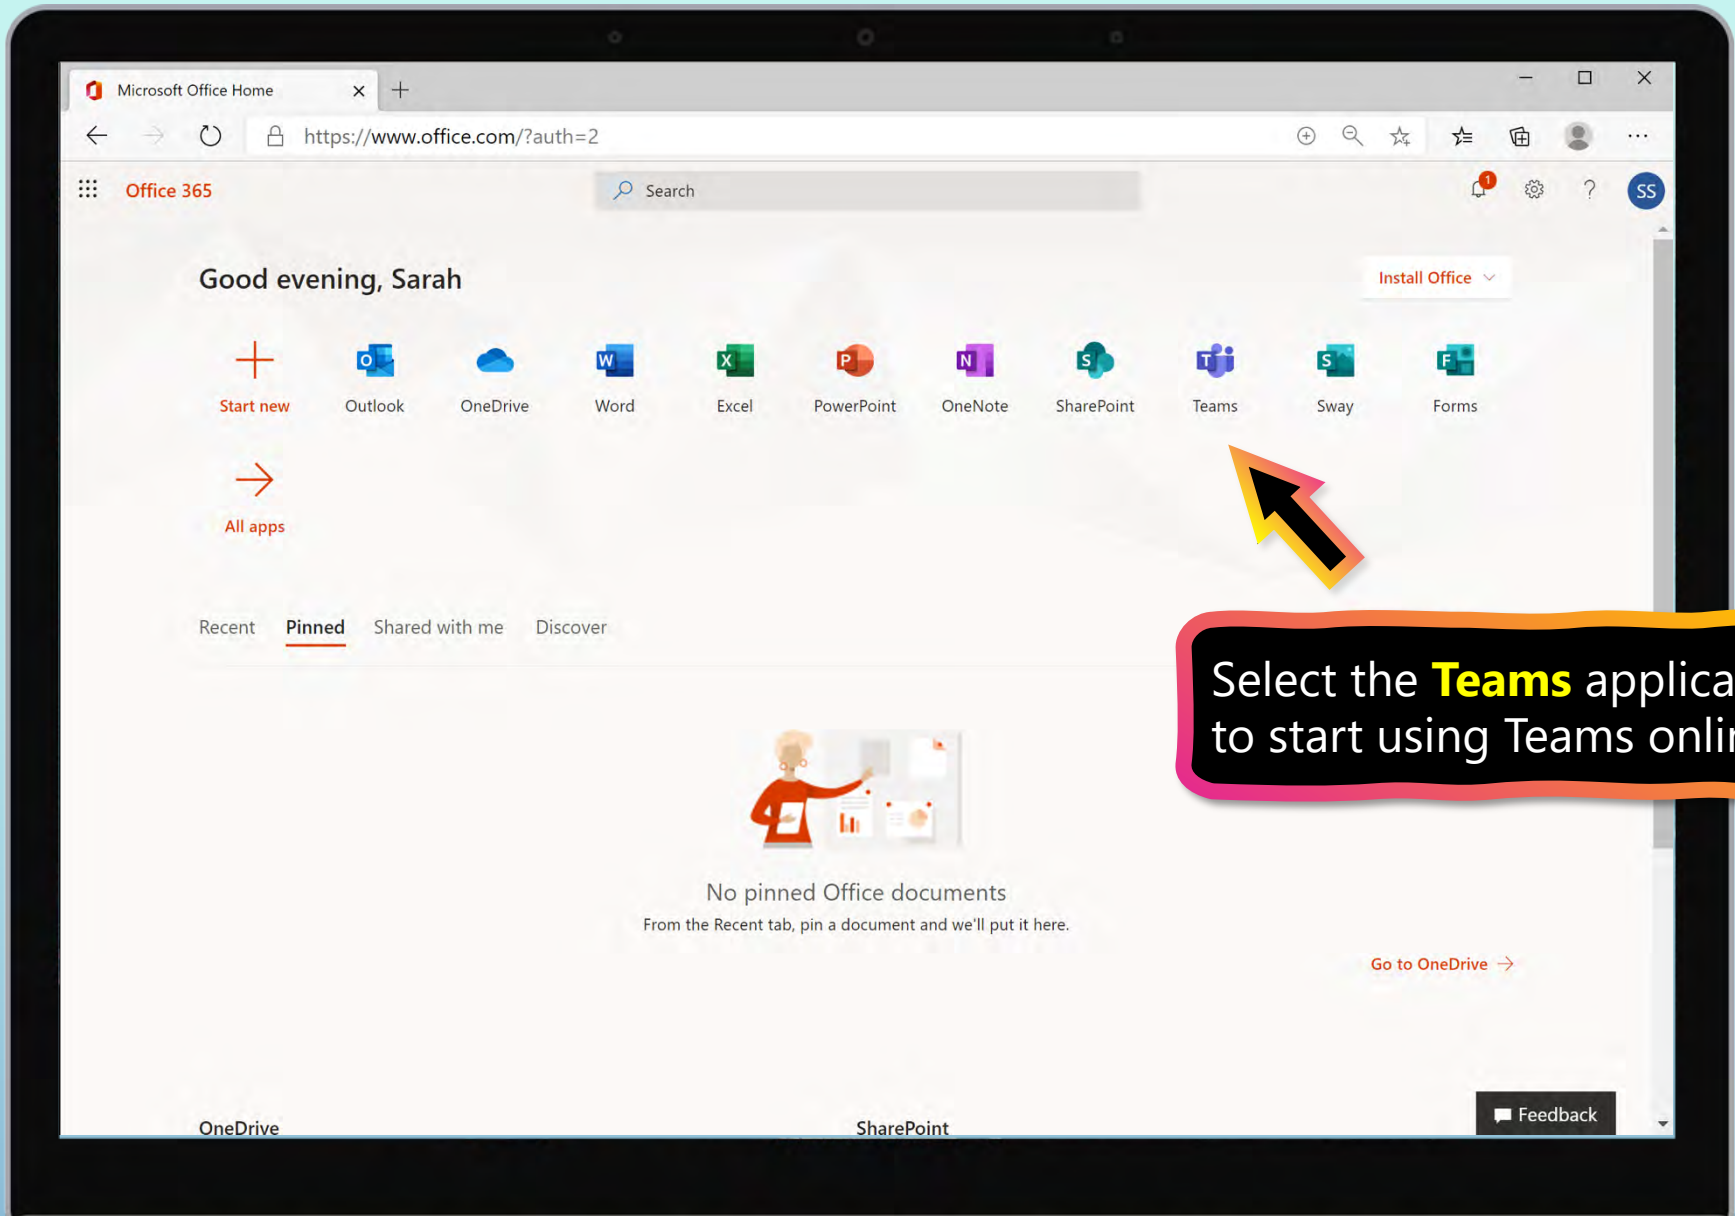 Microsoft Office Home
https://www.office.com/?auth=2
Office 365
Search
1
?
SS
Good evening, Sarah
Install Office
Start new
Outlook
OneDrive
Word
Excel
PowerPoint
OneNote
SharePoint
Teams
Sway
Forms
All apps
Recent Pinned Shared with me Discover
Select the Teams applica
to start using Teams onlin
No pinned Office documents
From the Recent tab, pin a document and we'll put it here.
Go to OneDrive
Feedback
OneDrive
SharePoint